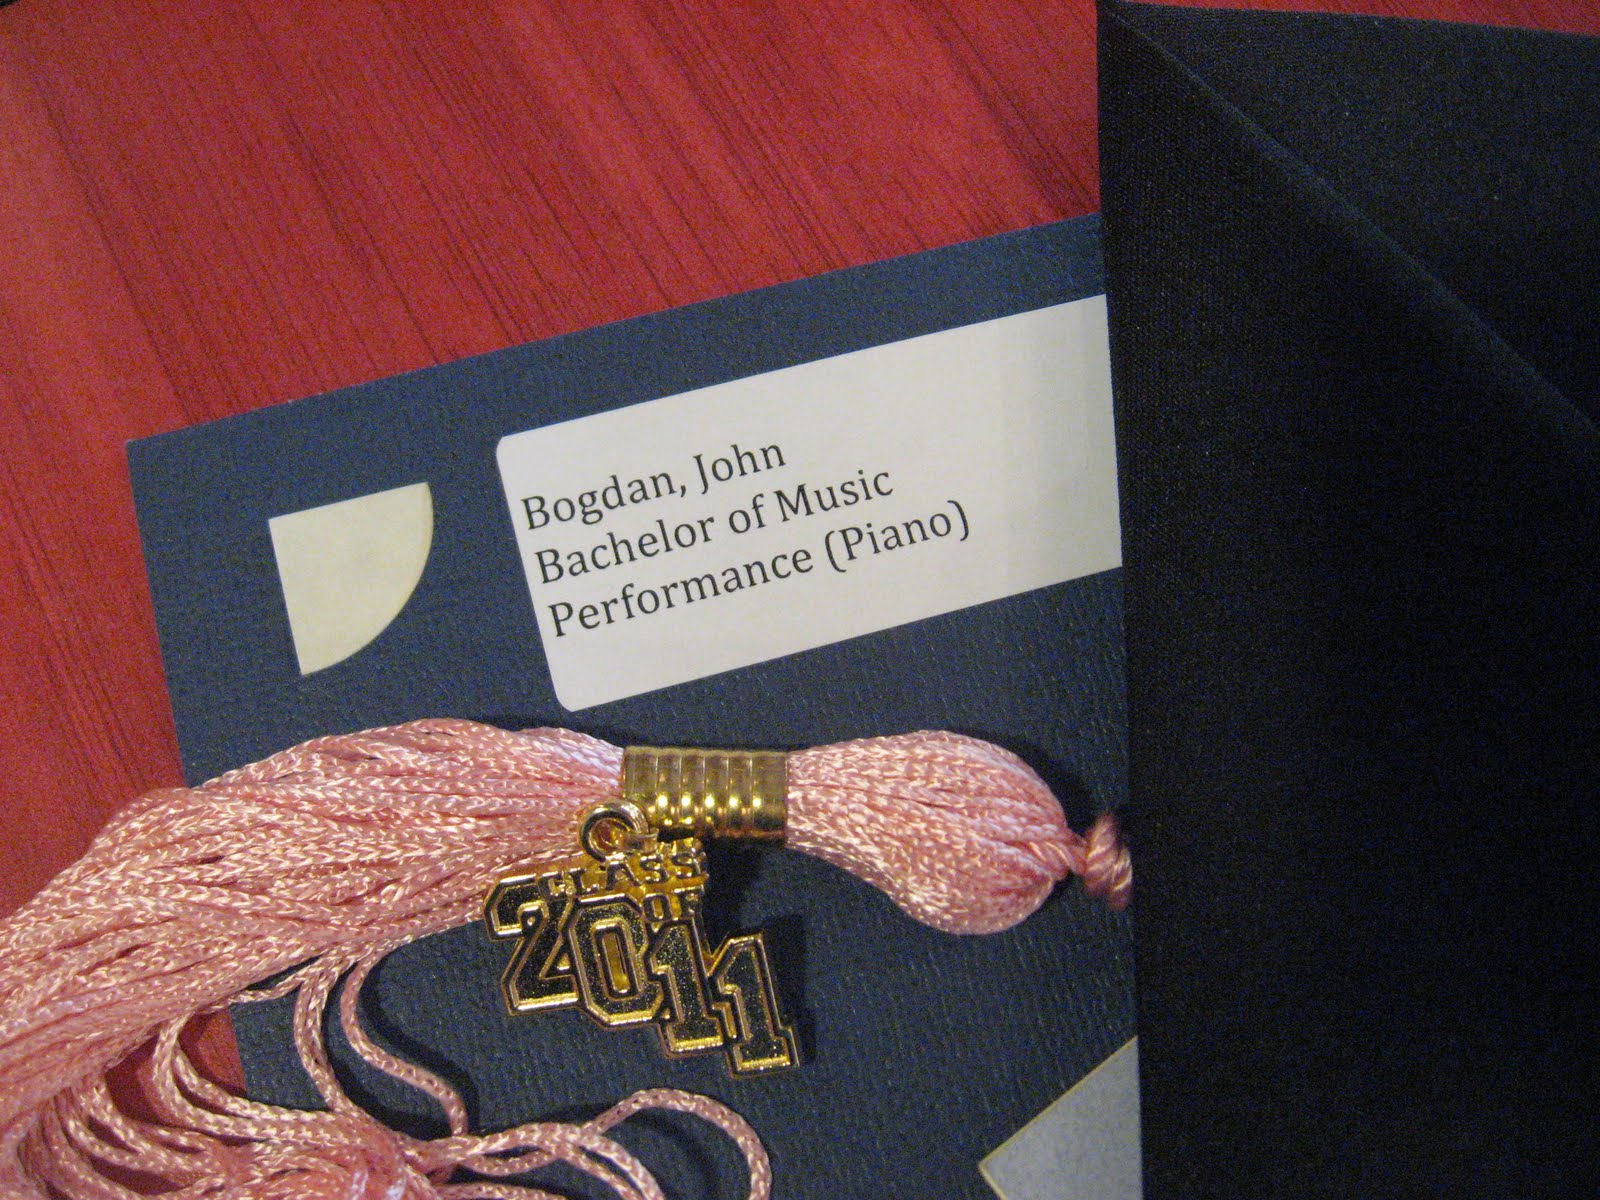 Bogdan, John
Bachelor of Music
Performance (Piano)
CLASS
OF
2011